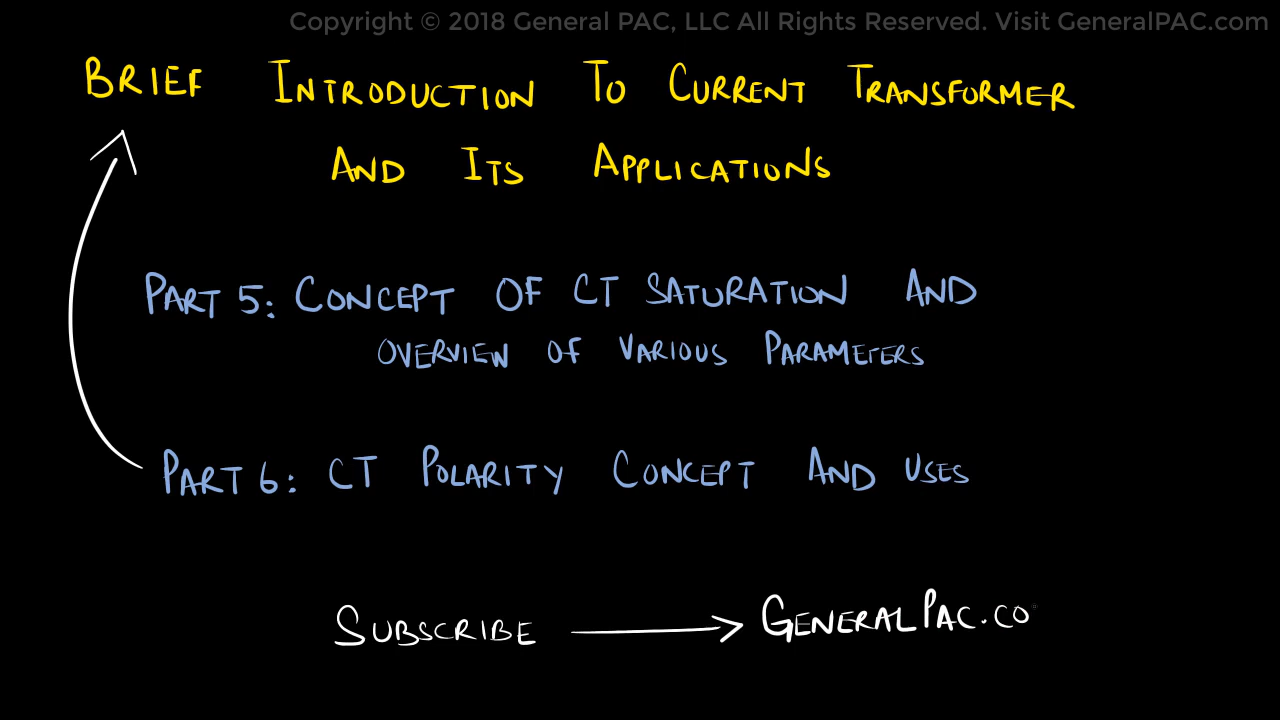 Copyright © 2018 General PAC, LLC All Rights Reserved. Visit GeneralPAC.com
BRIEF INTRODUCTION TO CURRENT TRANSFORMER
AND ITS APPLICATIONS
PART 5: CONCEPT OF CT SATURATION AND
OVERVIEW OF VARIOUS PARAMETERS
PART 6: CT POLARITY CONCEPT AND USES
SUBSCRIBE → GENERALPAC.CO